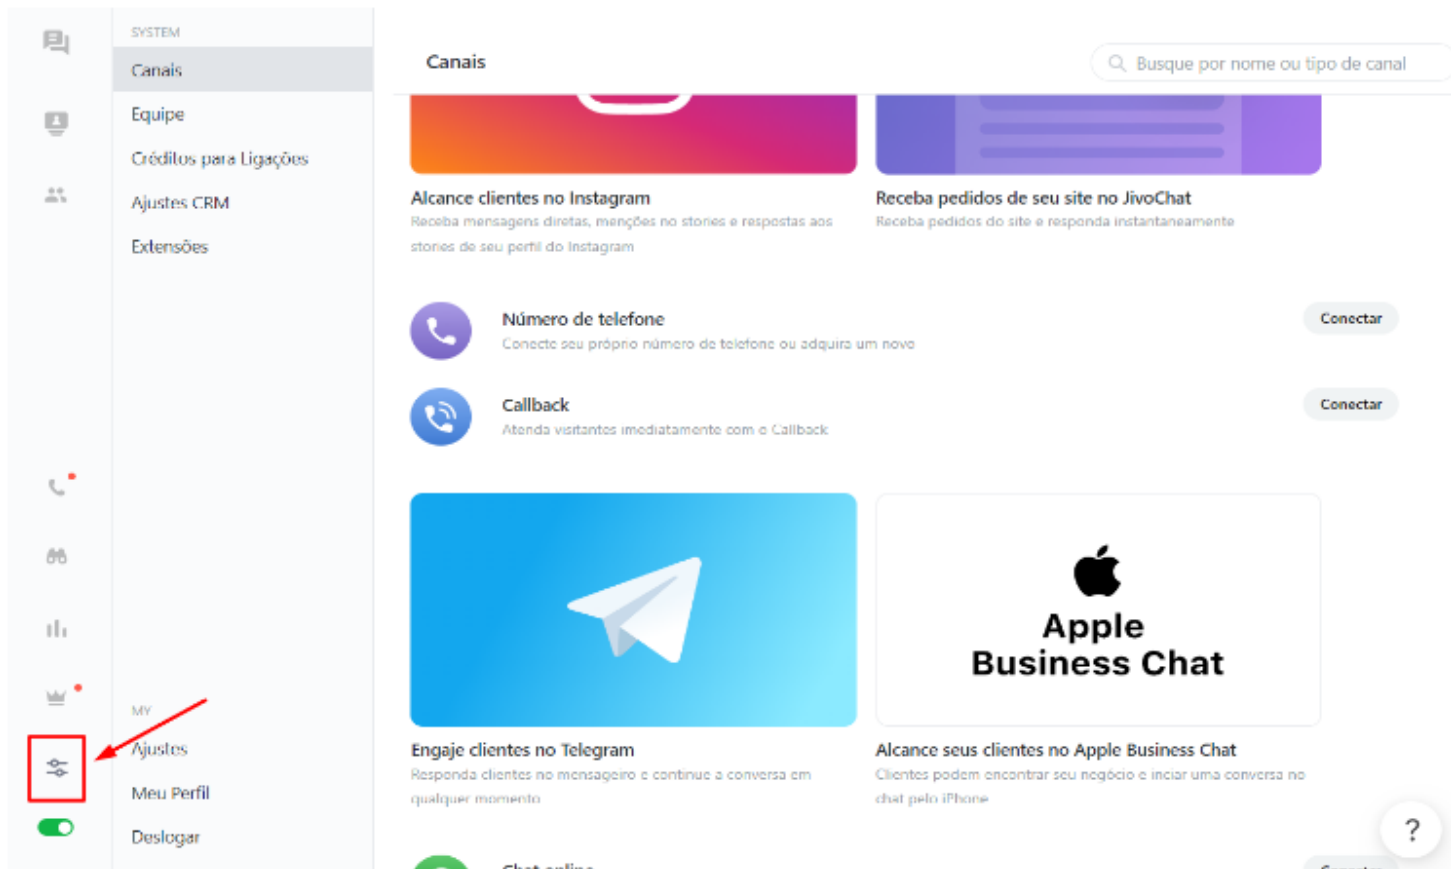 SYSTEM
Canais
Equipe
Créditos para Ligações
Ajustes CRM
Extensões
MY
Ajustes
Meu Perfil
Deslogar
Canais
Busque por nome ou tipo de canal
Alcance clientes no Instagram
Receba mensagens diretas, menções no stories e respostas aos
stories de seu perfil do Instagram
Receba pedidos de seu site no JivoChat
Receba pedidos do site e responda instantaneamente
Número de telefone
Conecte seu próprio número de telefone ou adquira um novo
Conectar
Callback
Atenda visitantes imediatamente com o Callback
Conectar
Engaje clientes no Telegram
Responda clientes no mensageiro e continue a conversa em
qualquer momento
Apple
Business Chat
Alcance seus clientes no Apple Business Chat
Clientes podem encontrar seu negócio e inciar uma conversa no
chat pelo iPhone
?
Chat online